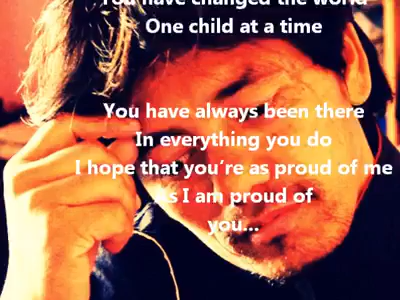 You have changed the world
One child at a time
You have always been there
In everything you do
I hope that you're as proud of me
As I am proud of
you...